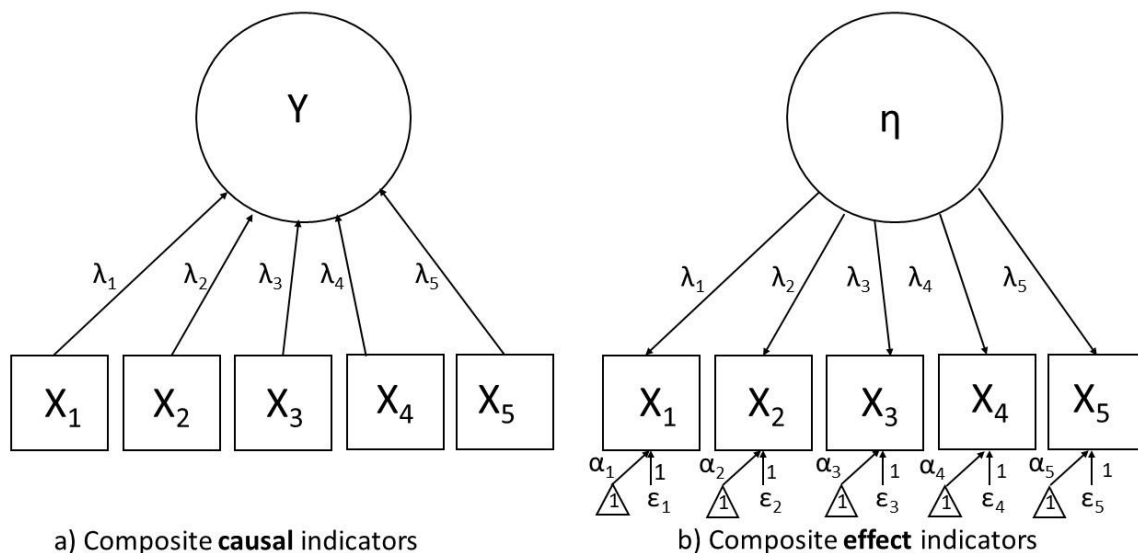 Y
η
λ₁ λ₂ λ₃ λ₄ λ₅
λ₁ λ₂ λ₃ λ₄ λ₅
X₁ X₂ X₃ X₄ X₅
X₁ X₂ X₃ X₄ X₅
α₁ 1 α₂ 1 α₃ 1 α₄ 1 α₅ 1
1 ε₁ 1 ε₂ 1 ε₃ 1 ε₄ 1 ε₅
a) Composite causal indicators
b) Composite effect indicators